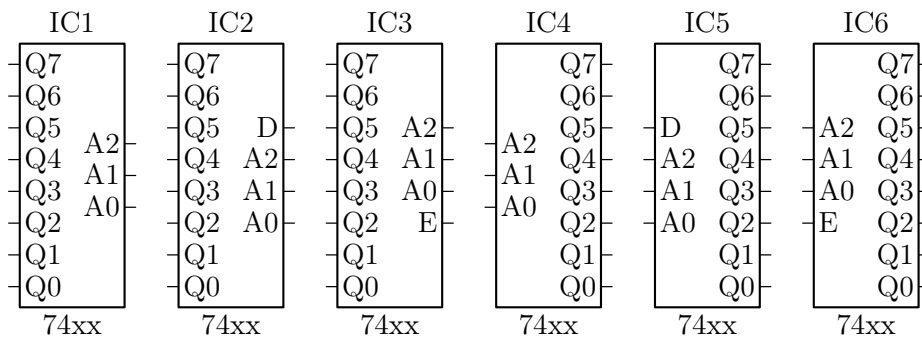 IC1 IC2 IC3 IC4 IC5 IC6
Q7 Q7 Q7 Q7 Q7 Q7
Q6 Q6 Q6 Q6 Q6 Q6
Q5 Q5 D Q5 A2 Q5 D Q5 A2 Q5
A2 A2
Q4 Q4 A2 Q4 A1 Q4 A2 Q4 A1 Q4
A1 A1
Q3 Q3 A1 Q3 A0 Q3 A1 Q3 A0 Q3
A0 A0
Q2 Q2 A0 Q2 E Q2 A0 Q2 E Q2
Q1 Q1 Q1 Q1 Q1 Q1
Q0 Q0 Q0 Q0 Q0 Q0
74xx 74xx 74xx 74xx 74xx 74xx